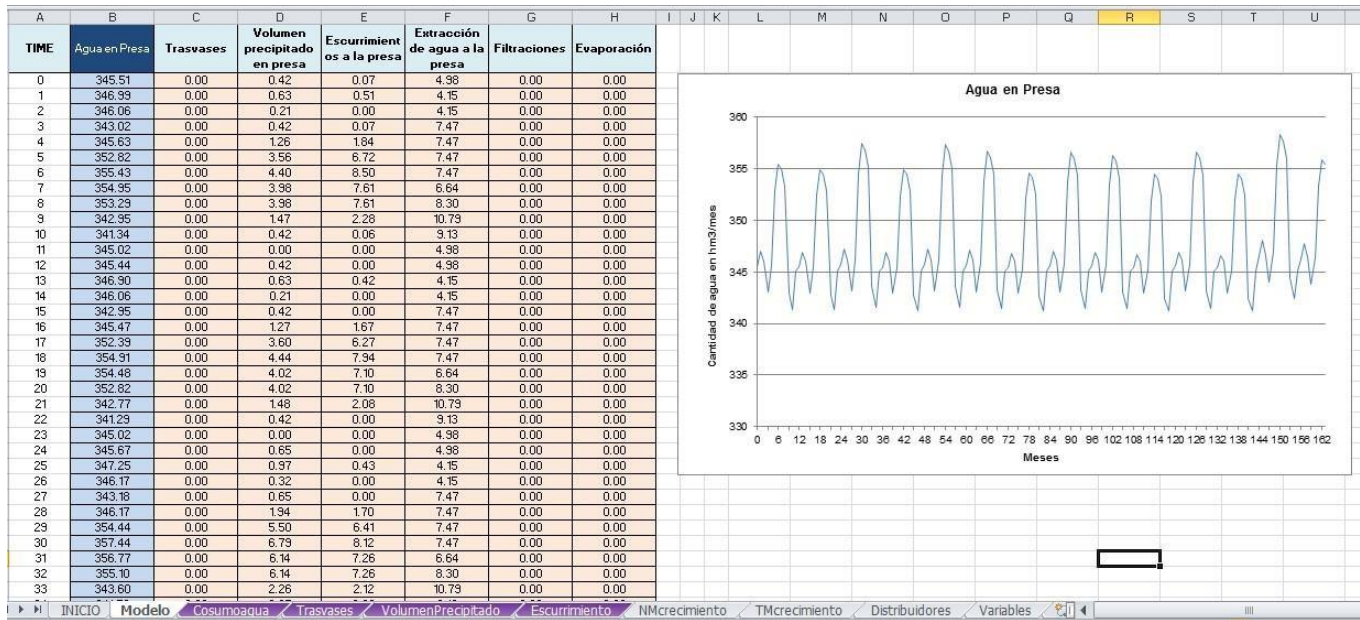 A B C D E F G H I J K L M N O P Q R S T U
TIME Agua en Presa Trasvases Volumen precipitado en presa Escurrimientos a la presa Extracción de agua a la presa Filtraciones Evaporación
0 345.51 0.00 0.42 0.07 4.98 0.00 0.00
1 346.99 0.00 0.63 0.51 4.15 0.00 0.00
2 346.06 0.00 0.21 0.00 4.15 0.00 0.00
3 343.02 0.00 0.42 0.07 7.47 0.00 0.00
4 345.63 0.00 1.26 1.84 7.47 0.00 0.00
5 352.82 0.00 3.56 6.72 7.47 0.00 0.00
6 355.43 0.00 4.40 8.50 7.47 0.00 0.00
7 354.95 0.00 3.98 7.61 6.64 0.00 0.00
8 353.29 0.00 3.98 7.61 8.30 0.00 0.00
9 342.95 0.00 1.47 2.28 10.79 0.00 0.00
10 341.34 0.00 0.42 0.06 9.13 0.00 0.00
11 345.02 0.00 0.00 0.00 4.98 0.00 0.00
12 345.44 0.00 0.42 0.00 4.98 0.00 0.00
13 346.90 0.00 0.63 0.42 4.15 0.00 0.00
14 346.06 0.00 0.21 0.00 4.15 0.00 0.00
15 342.95 0.00 0.42 0.00 7.47 0.00 0.00
16 345.47 0.00 1.27 1.67 7.47 0.00 0.00
17 352.39 0.00 3.60 6.27 7.47 0.00 0.00
18 354.91 0.00 4.44 7.94 7.47 0.00 0.00
19 354.48 0.00 4.02 7.10 6.64 0.00 0.00
20 352.82 0.00 4.02 7.10 8.30 0.00 0.00
21 342.77 0.00 1.48 2.08 10.79 0.00 0.00
22 341.29 0.00 0.42 0.00 9.13 0.00 0.00
23 345.02 0.00 0.00 0.00 4.98 0.00 0.00
24 345.67 0.00 0.65 0.00 4.98 0.00 0.00
25 347.25 0.00 0.97 0.43 4.15 0.00 0.00
26 346.17 0.00 0.32 0.00 4.15 0.00 0.00
27 343.18 0.00 0.65 0.00 7.47 0.00 0.00
28 346.17 0.00 1.94 1.70 7.47 0.00 0.00
29 354.44 0.00 5.50 6.41 7.47 0.00 0.00
30 357.44 0.00 6.79 8.12 7.47 0.00 0.00
31 356.77 0.00 6.14 7.26 6.64 0.00 0.00
32 355.10 0.00 6.14 7.26 8.30 0.00 0.00
33 343.60 0.00 2.26 2.12 10.79 0.00 0.00
Agua en Presa
Cantidad de agua en hm3/mes
360
355
350
345
340
335
330
0 6 12 18 24 30 36 42 48 54 60 66 72 78 84 90 96 102 108 114 120 126 132 138 144 150 156 162
Meses
INICIO Modelo Cosumoagua Trasvases VolumenPrecipitado Escurrimiento NMcrecimiento TMcrecimiento Distribuidores Variables